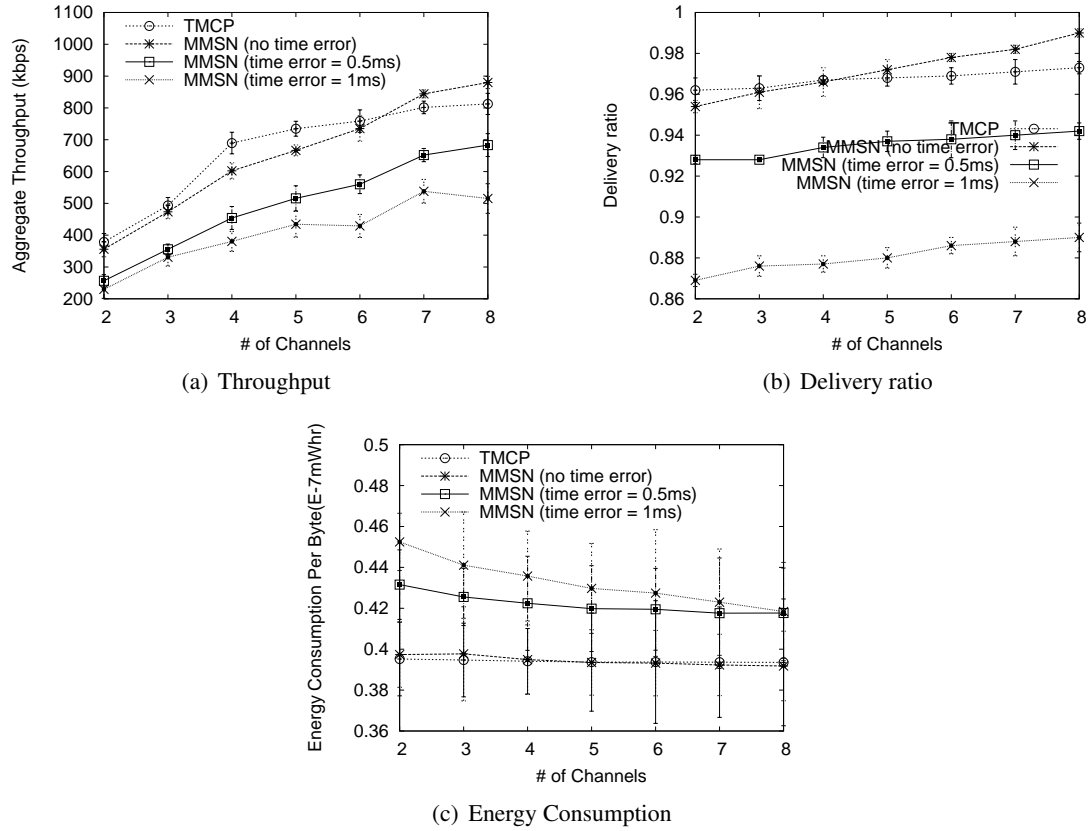 1100
1000
900
800
700
600
500
400
300
200
Aggregate Throughput (kbps)
TMCP
MMSN (no time error)
MMSN (time error = 0.5ms)
MMSN (time error = 1ms)
2 3 4 5 6 7 8
# of Channels
(a) Throughput
1
0.98
0.96
0.94
0.92
0.9
0.88
0.86
Delivery ratio
TMCP
MMSN (no time error)
MMSN (time error = 0.5ms)
MMSN (time error = 1ms)
2 3 4 5 6 7 8
# of Channels
(b) Delivery ratio
0.5
0.48
0.46
0.44
0.42
0.4
0.38
0.36
Energy Consumption Per Byte(E-7mWhr)
TMCP
MMSN (no time error)
MMSN (time error = 0.5ms)
MMSN (time error = 1ms)
2 3 4 5 6 7 8
# of Channels
(c) Energy Consumption